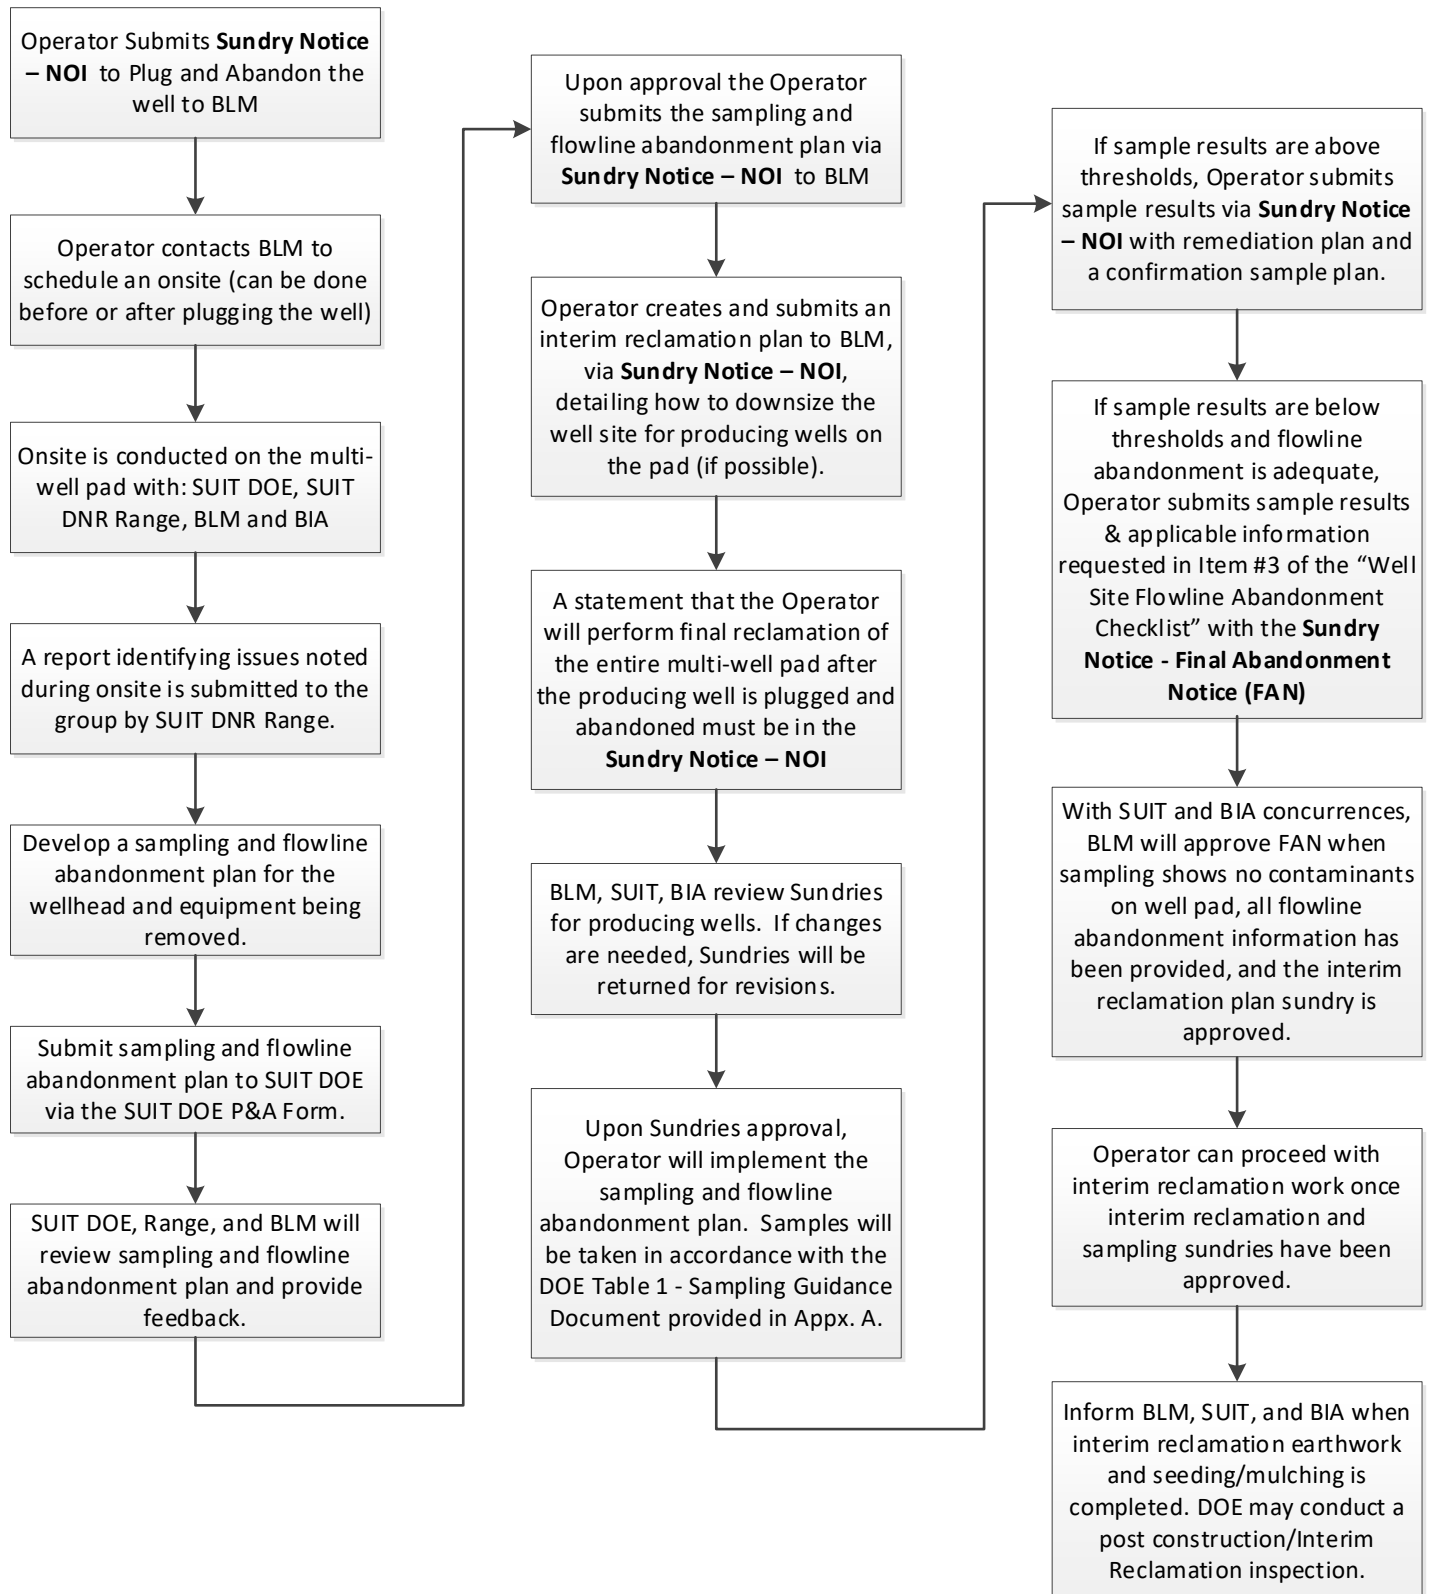 Operator Submits Sundry Notice
– NOI to Plug and Abandon the
well to BLM
Operator contacts BLM to
schedule an onsite (can be done
before or after plugging the well)
Onsite is conducted on the multi-
well pad with: SUIT DOE, SUIT
DNR Range, BLM and BIA
A report identifying issues noted
during onsite is submitted to the
group by SUIT DNR Range.
Develop a sampling and flowline
abandonment plan for the
wellhead and equipment being
removed.
Submit sampling and flowline
abandonment plan to SUIT DOE
via the SUIT DOE P&A Form.
SUIT DOE, Range, and BLM will
review sampling and flowline
abandonment plan and provide
feedback.
Upon approval the Operator
submits the sampling and
flowline abandonment plan via
Sundry Notice – NOI to BLM
Operator creates and submits an
interim reclamation plan to BLM,
via Sundry Notice – NOI,
detailing how to downsize the
well site for producing wells on
the pad (if possible).
A statement that the Operator
will perform final reclamation of
the entire multi-well pad after
the producing well is plugged and
abandoned must be in the
Sundry Notice – NOI
BLM, SUIT, BIA review Sundries
for producing wells. If changes
are needed, Sundries will be
returned for revisions.
Upon Sundries approval,
Operator will implement the
sampling and flowline
abandonment plan. Samples will
be taken in accordance with the
DOE Table 1 - Sampling Guidance
Document provided in Appx. A.
If sample results are above
thresholds, Operator submits
sample results via Sundry Notice
– NOI with remediation plan and
a confirmation sample plan.
If sample results are below
thresholds and flowline
abandonment is adequate,
Operator submits sample results
& applicable information
requested in Item #3 of the “Well
Site Flowline Abandonment
Checklist” with the Sundry
Notice - Final Abandonment
Notice (FAN)
With SUIT and BIA concurrences,
BLM will approve FAN when
sampling shows no contaminants
on well pad, all flowline
abandonment information has
been provided, and the interim
reclamation plan sundry is
approved.
Operator can proceed with
interim reclamation work once
interim reclamation and
sampling sundries have been
approved.
Inform BLM, SUIT, and BIA when
interim reclamation earthwork
and seeding/mulching is
completed. DOE may conduct a
post construction/Interim
Reclamation inspection.